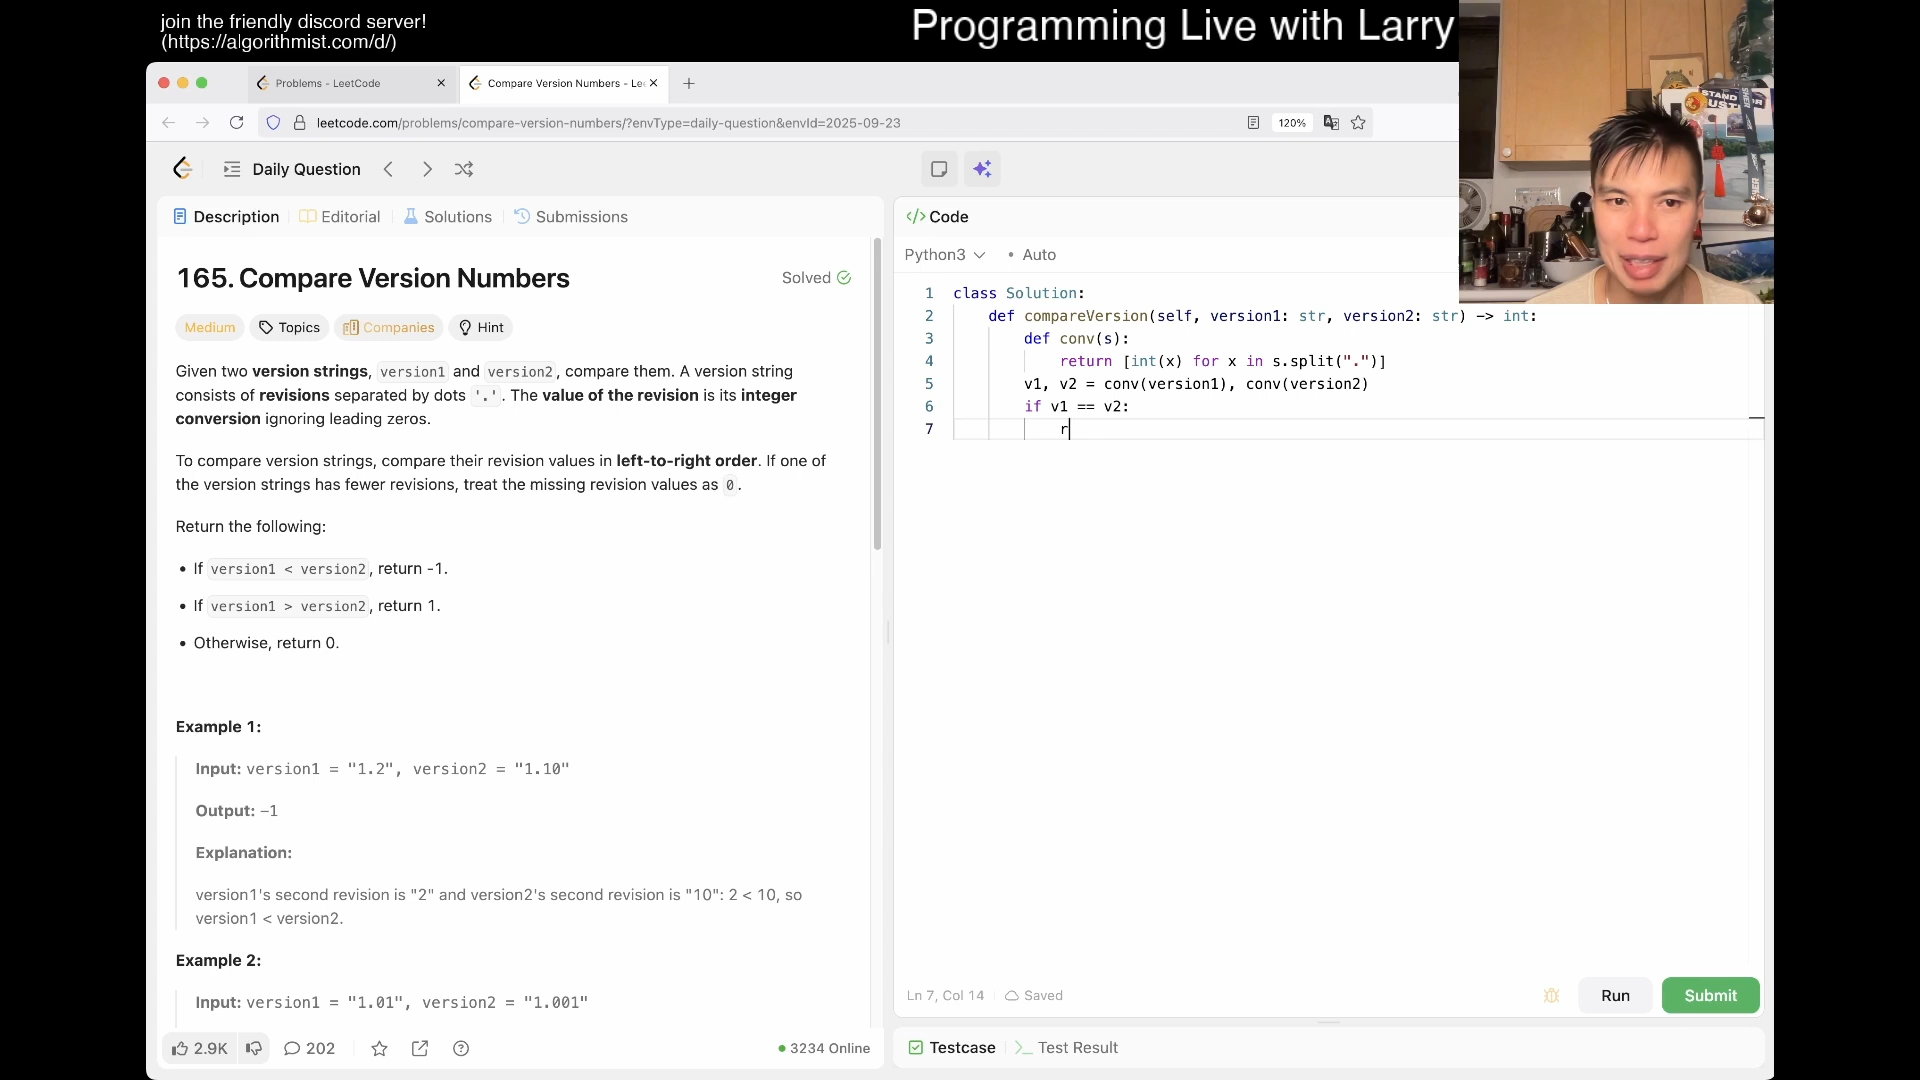 join the friendly discord server!
(https://algorithmist.com/d/)
Programming Live with Larry
Problems - LeetCode
Compare Version Numbers - Lee
leetcode.com/problems/compare-version-numbers/?envType=daily-question&envId=2025-09-23
120%
Daily Question
Description
Editorial
Solutions
Submissions
165. Compare Version Numbers
Solved
Medium
Topics
Companies
Hint
Given two version strings, version1 and version2, compare them. A version string
consists of revisions separated by dots '.'. The value of the revision is its integer
conversion ignoring leading zeros.
To compare version strings, compare their revision values in left-to-right order. If one of
the version strings has fewer revisions, treat the missing revision values as 0.
Return the following:
• If version1 < version2, return -1.
• If version1 > version2, return 1.
• Otherwise, return 0.
Example 1:
Input: version1 = "1.2", version2 = "1.10"
Output: -1
Explanation:
version1's second revision is "2" and version2's second revision is "10": 2 < 10, so
version1 < version2.
Example 2:
Input: version1 = "1.01", version2 = "1.001"
2.9K
202
3234 Online
</> Code
Python3
• Auto
1 class Solution:
2 def compareVersion(self, version1: str, version2: str) -> int:
3 def conv(s):
4 return [int(x) for x in s.split(".")]
5 v1, v2 = conv(version1), conv(version2)
6 if v1 == v2:
7 r
Ln 7, Col 14
Saved
Run
Submit
Testcase
Test Result
STAND